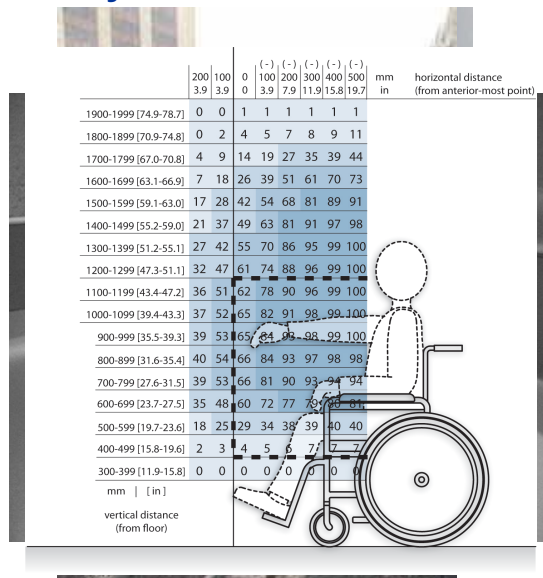 (-) (-) (-) (-) (-)
200 100 0 100 200 300 400 500 mm horizontal distance
3.9 3.9 0 3.9 7.9 11.9 15.8 19.7 in (from anterior-most point)
1900-1999 [74.9-78.7] 0 0 1 1 1 1 1 1
1800-1899 [70.9-74.8] 0 2 4 5 7 8 9 11
1700-1799 [67.0-70.8] 4 9 14 19 27 35 39 44
1600-1699 [63.1-66.9] 7 18 26 39 51 61 70 73
1500-1599 [59.1-63.0] 17 28 42 54 68 81 89 91
1400-1499 [55.2-59.0] 21 37 49 63 81 91 97 98
1300-1399 [51.2-55.1] 27 42 55 70 86 95 99 100
1200-1299 [47.3-51.1] 32 47 61 74 88 96 99 100
1100-1199 [43.4-47.2] 36 51 62 78 90 96 99 100
1000-1099 [39.4-43.3] 37 52 65 82 91 98 99 100
900-999 [35.5-39.3] 39 53 65 84 93 98 99 100
800-899 [31.6-35.4] 40 54 66 84 93 97 98 98
700-799 [27.6-31.5] 39 53 66 81 90 93 94 94
600-699 [23.7-27.5] 35 48 60 72 77 79 80 81
500-599 [19.7-23.6] 18 25 29 34 38 39 40 40
400-499 [15.8-19.6] 2 3 4 5 6 7 7 7
300-399 [11.9-15.8] 0 0 0 0 0 0 0 0
mm | [in]
vertical distance
(from floor)